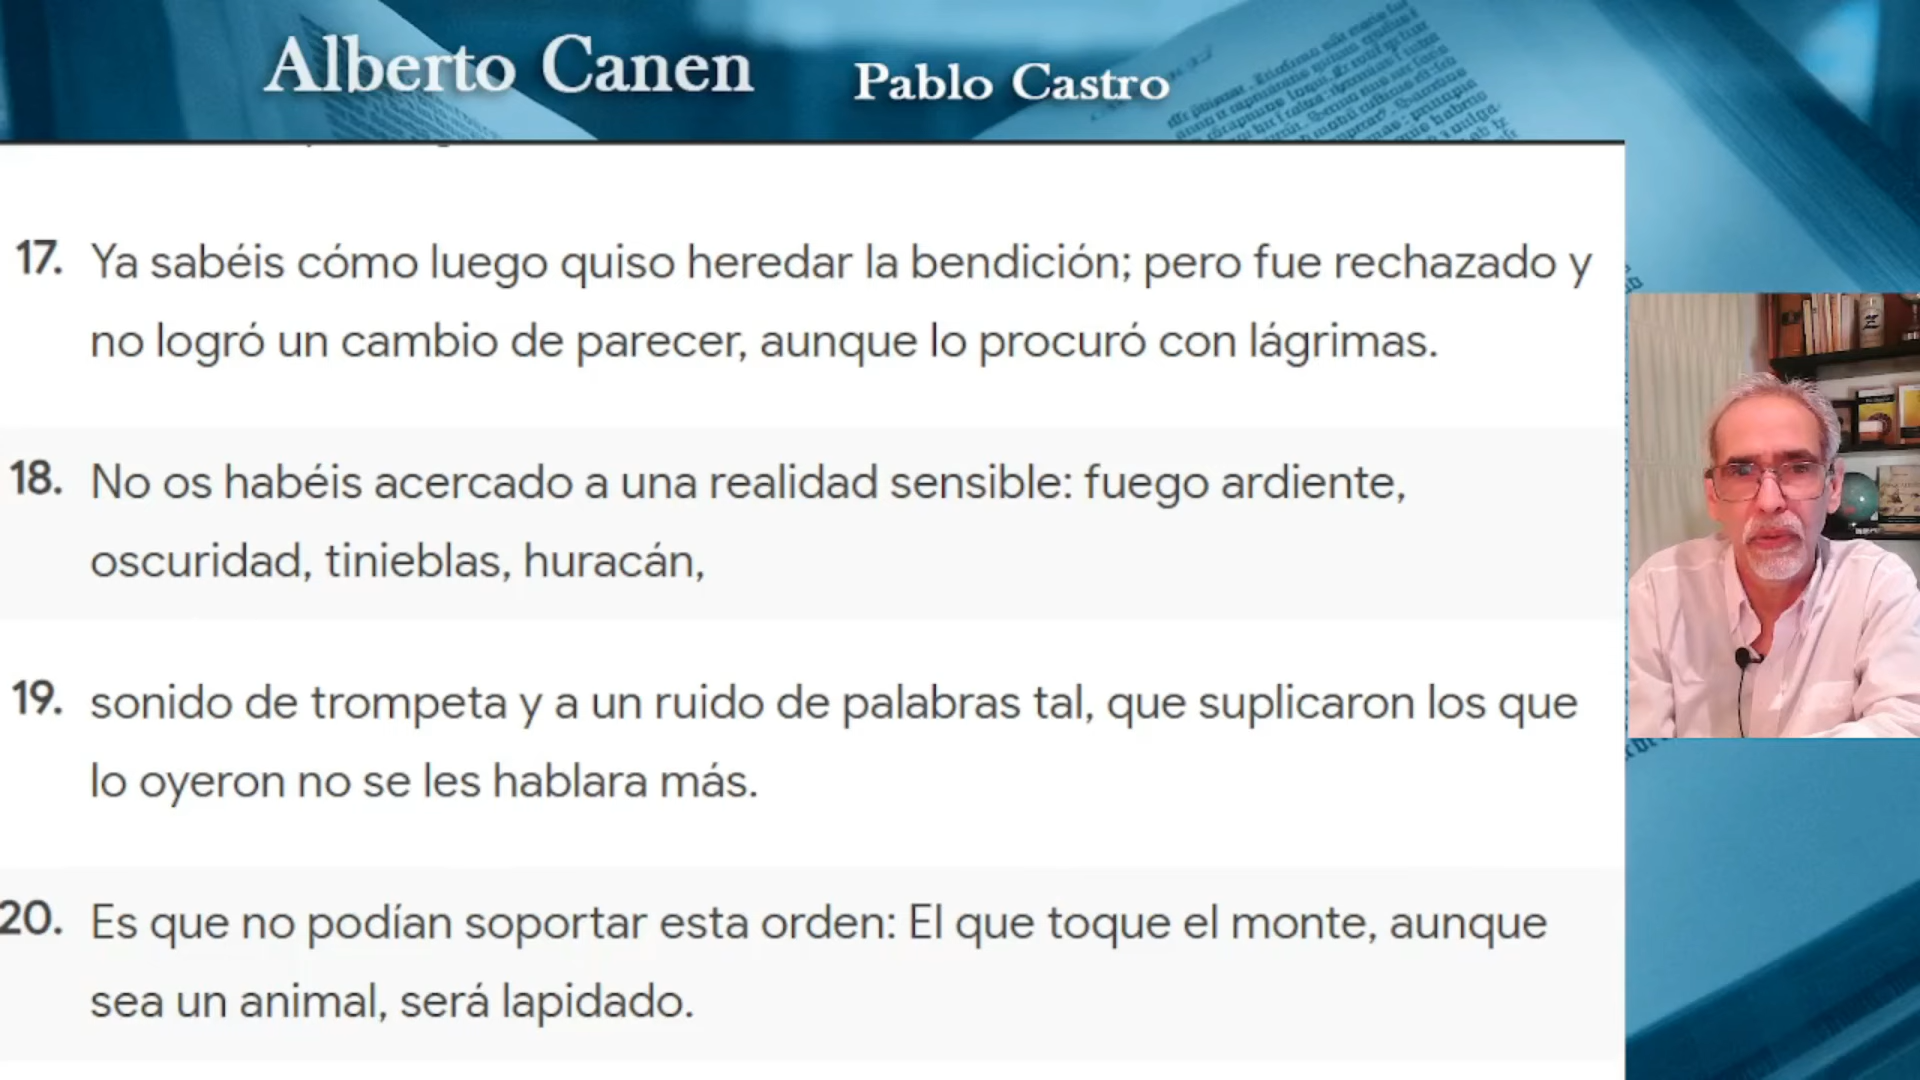 Alberto Canen Pablo Castro
17. Ya sabéis cómo luego quiso heredar la bendición; pero fue rechazado y
no logró un cambio de parecer, aunque lo procuró con lágrimas.
18. No os habéis acercado a una realidad sensible: fuego ardiente,
oscuridad, tinieblas, huracán,
19. sonido de trompeta y a un ruido de palabras tal, que suplicaron los que
lo oyeron no se les hablara más.
20. Es que no podían soportar esta orden: El que toque el monte, aunque
sea un animal, será lapidado.